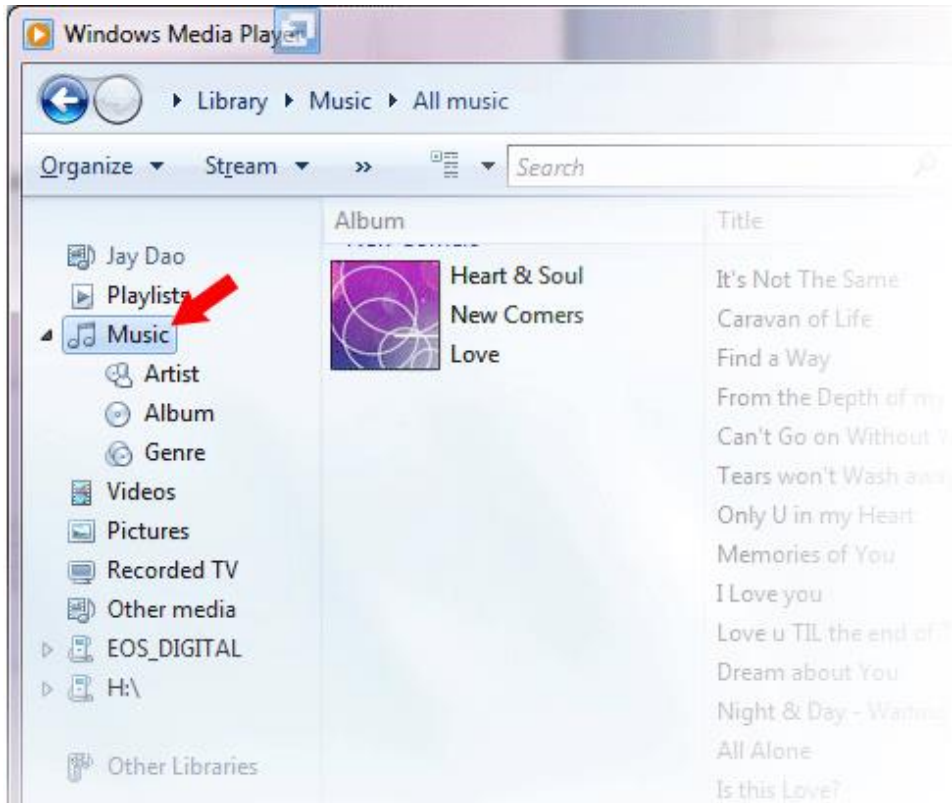 Windows Media Player
Library Music All music
Organize Stream » Search
Album Title
Jay Dao
Playlists
Music
Artist
Album
Genre
Videos
Pictures
Recorded TV
Other media
EOS_DIGITAL
H:\
Other Libraries
Heart & Soul
New Comers
Love
It's Not The Same
Caravan of Life
Find a Way
From the Depth of my
Can't Go on Without
Tears won't Wash
Only U in my Heart
Memories of You
I Love you
Love u TIL the end of
Dream about You
Night & Day -
All Alone
Is this Love?